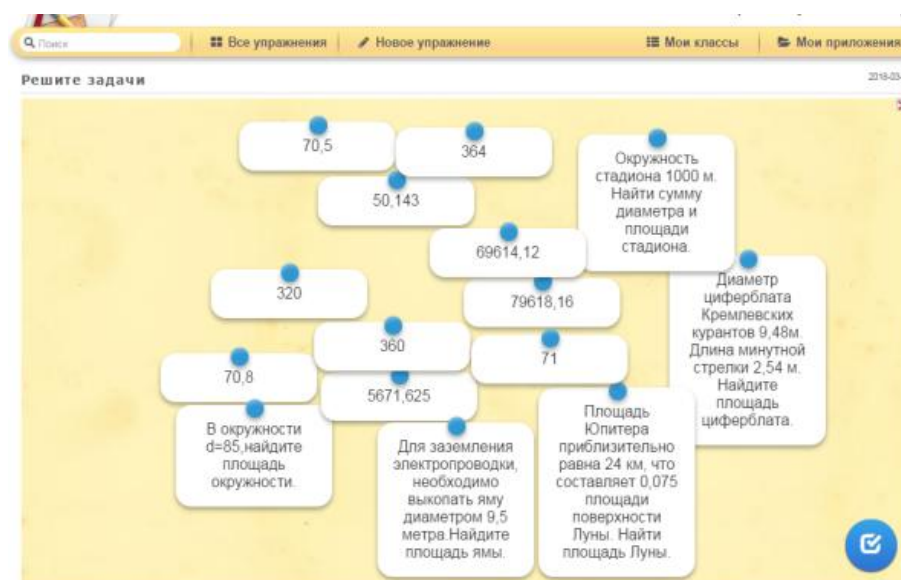 Поиск
Все упражнения
Новое упражнение
Мои классы
Мои приложения
Решите задачи
70,5
364
50,143
69614,12
320
79618,16
360
71
70,8
5671,625
Окружность
стадиона 1000 м.
Найти сумму
диаметра и
площади
стадиона.
Диаметр
циферблата
Кремлевских
курантов 9,48м.
Длина минутной
стрелки 2,54 м.
Найдите
площадь
циферблата.
В окружности
d=85,найдите
площадь
окружности.
Для заземления
электропроводки,
необходимо
выкопать яму
диаметром 9,5
метра.Найдите
площадь ямы.
Площадь
Юпитера
приблизительно
равна 24 км, что
составляет 0,075
площади
поверхности
Луны. Найти
площадь Луны.